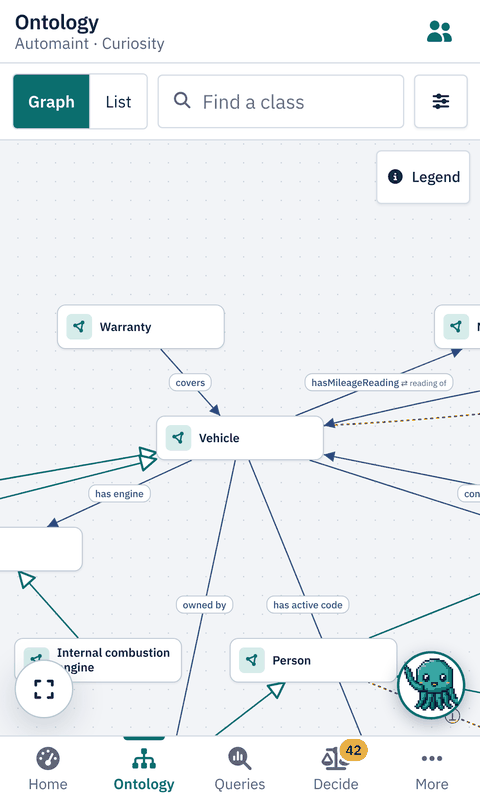 Ontology
Automaint · Curiosity
Graph
List
Find a class
Legend
Warranty
covers
hasMileageReading ⇄ reading of
Vehicle
has engine
owned by
has active code
Internal combustion
engine
Person
Home
Ontology
Queries
Decide
42
More